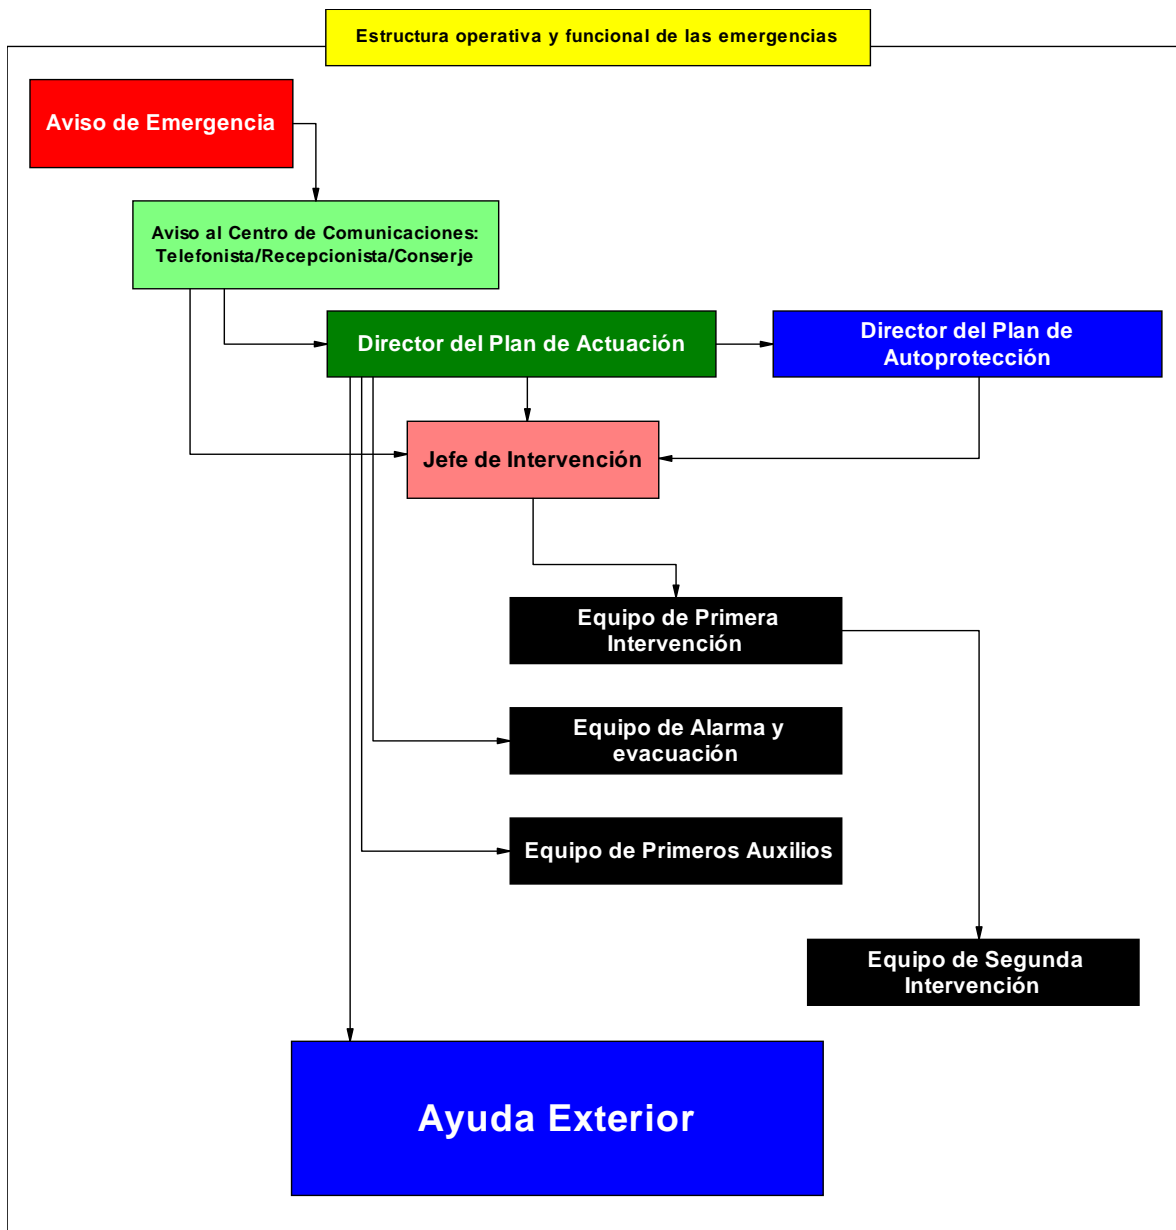 Estructura operativa y funcional de las emergencias
Aviso de Emergencia
Aviso al Centro de Comunicaciones:
Telefonista/Recepcionista/Conserje
Director del Plan de Actuación
Director del Plan de
Autoprotección
Jefe de Intervención
Equipo de Primera
Intervención
Equipo de Alarma y
evacuación
Equipo de Primeros Auxilios
Equipo de Segunda
Intervención
Ayuda Exterior